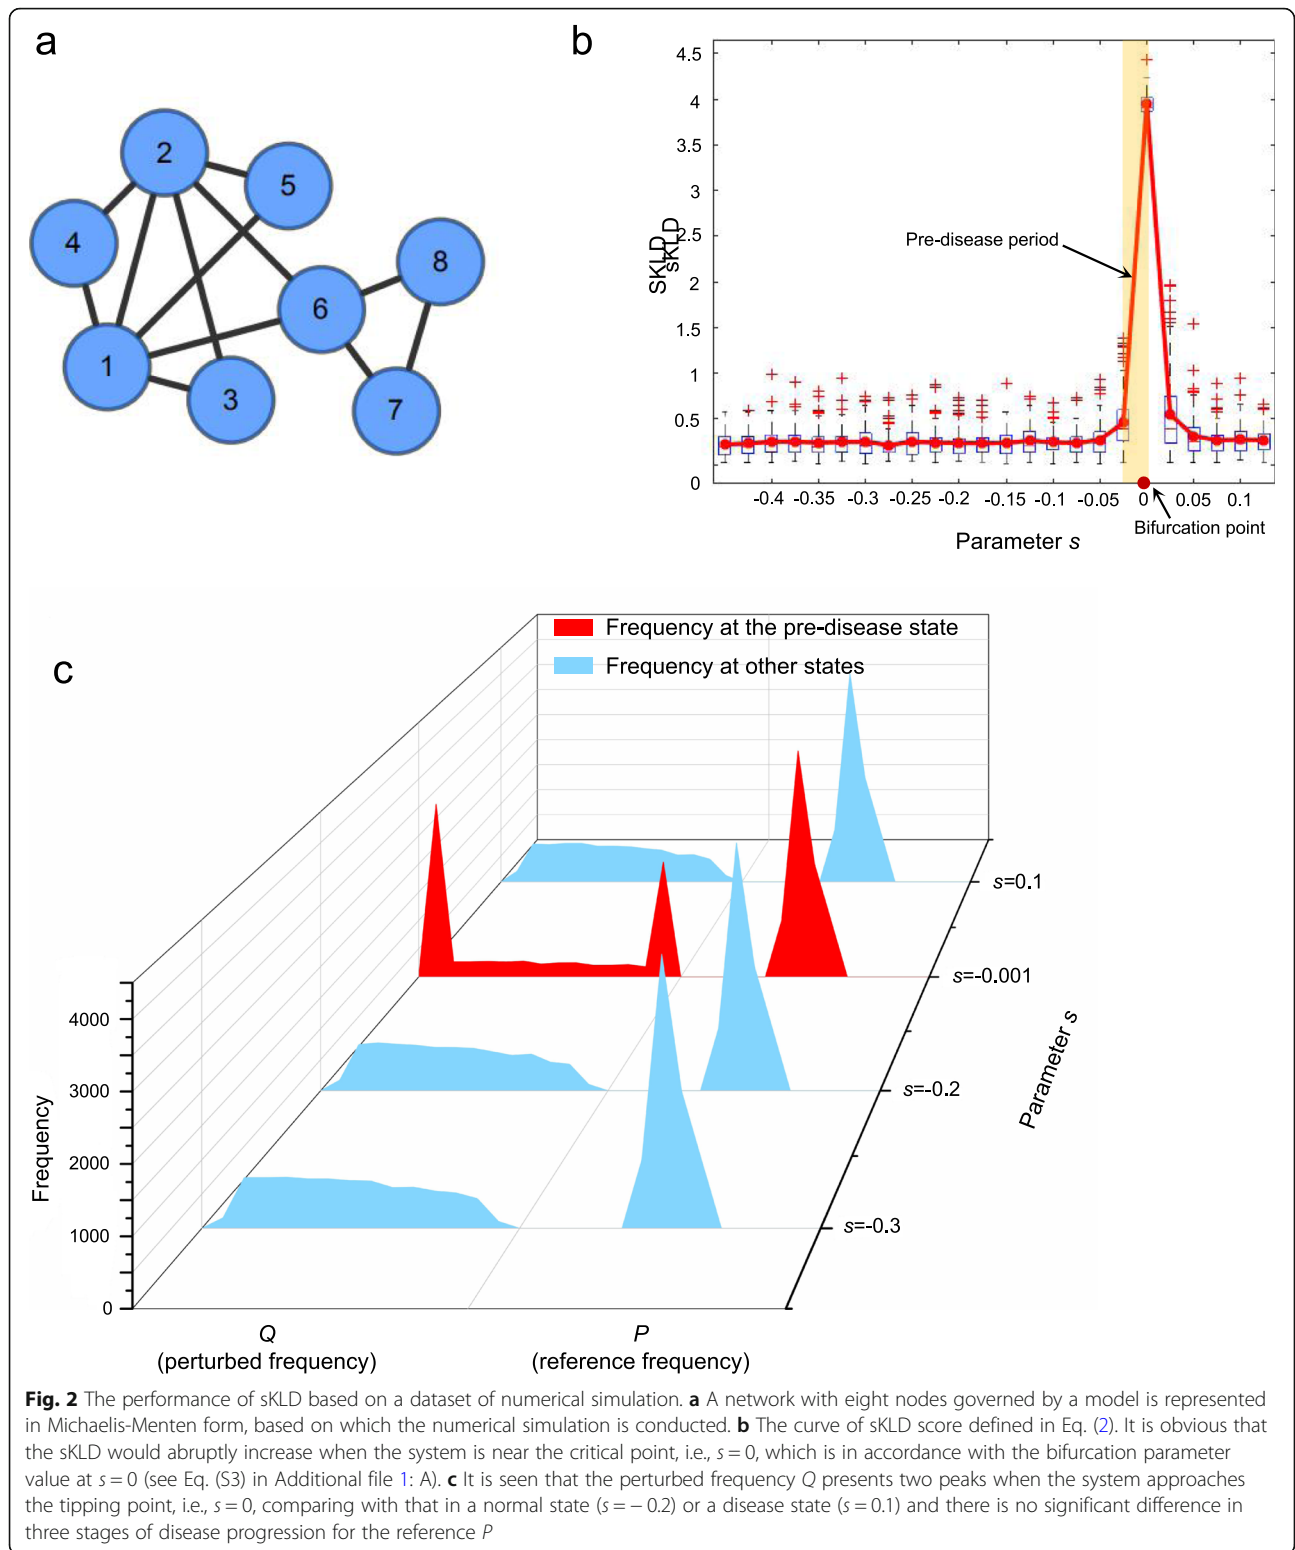 a
2
5
4
8
6
1
3
7
b
4.5
4
3.5
3
2.5
2
1.5
1
0.5
0
SKLD
sKLD
Pre-disease period
-0.4 -0.35 -0.3 -0.25 -0.2 -0.15 -0.1 -0.05 0 0.05 0.1
Bifurcation point
Parameter s
c
Frequency at the pre-disease state
Frequency at other states
s=0.1
s=-0.001
s=-0.2
s=-0.3
Parameter s
4000
3000
2000
1000
0
Frequency
Q
(perturbed frequency)
P
(reference frequency)
Fig. 2 The performance of sKLD based on a dataset of numerical simulation. a A network with eight nodes governed by a model is represented
in Michaelis-Menten form, based on which the numerical simulation is conducted. b The curve of sKLD score defined in Eq. (2). It is obvious that
the sKLD would abruptly increase when the system is near the critical point, i.e., s = 0, which is in accordance with the bifurcation parameter
value at s = 0 (see Eq. (S3) in Additional file 1: A). c It is seen that the perturbed frequency Q presents two peaks when the system approaches
the tipping point, i.e., s = 0, comparing with that in a normal state (s = − 0.2) or a disease state (s = 0.1) and there is no significant difference in
three stages of disease progression for the reference P